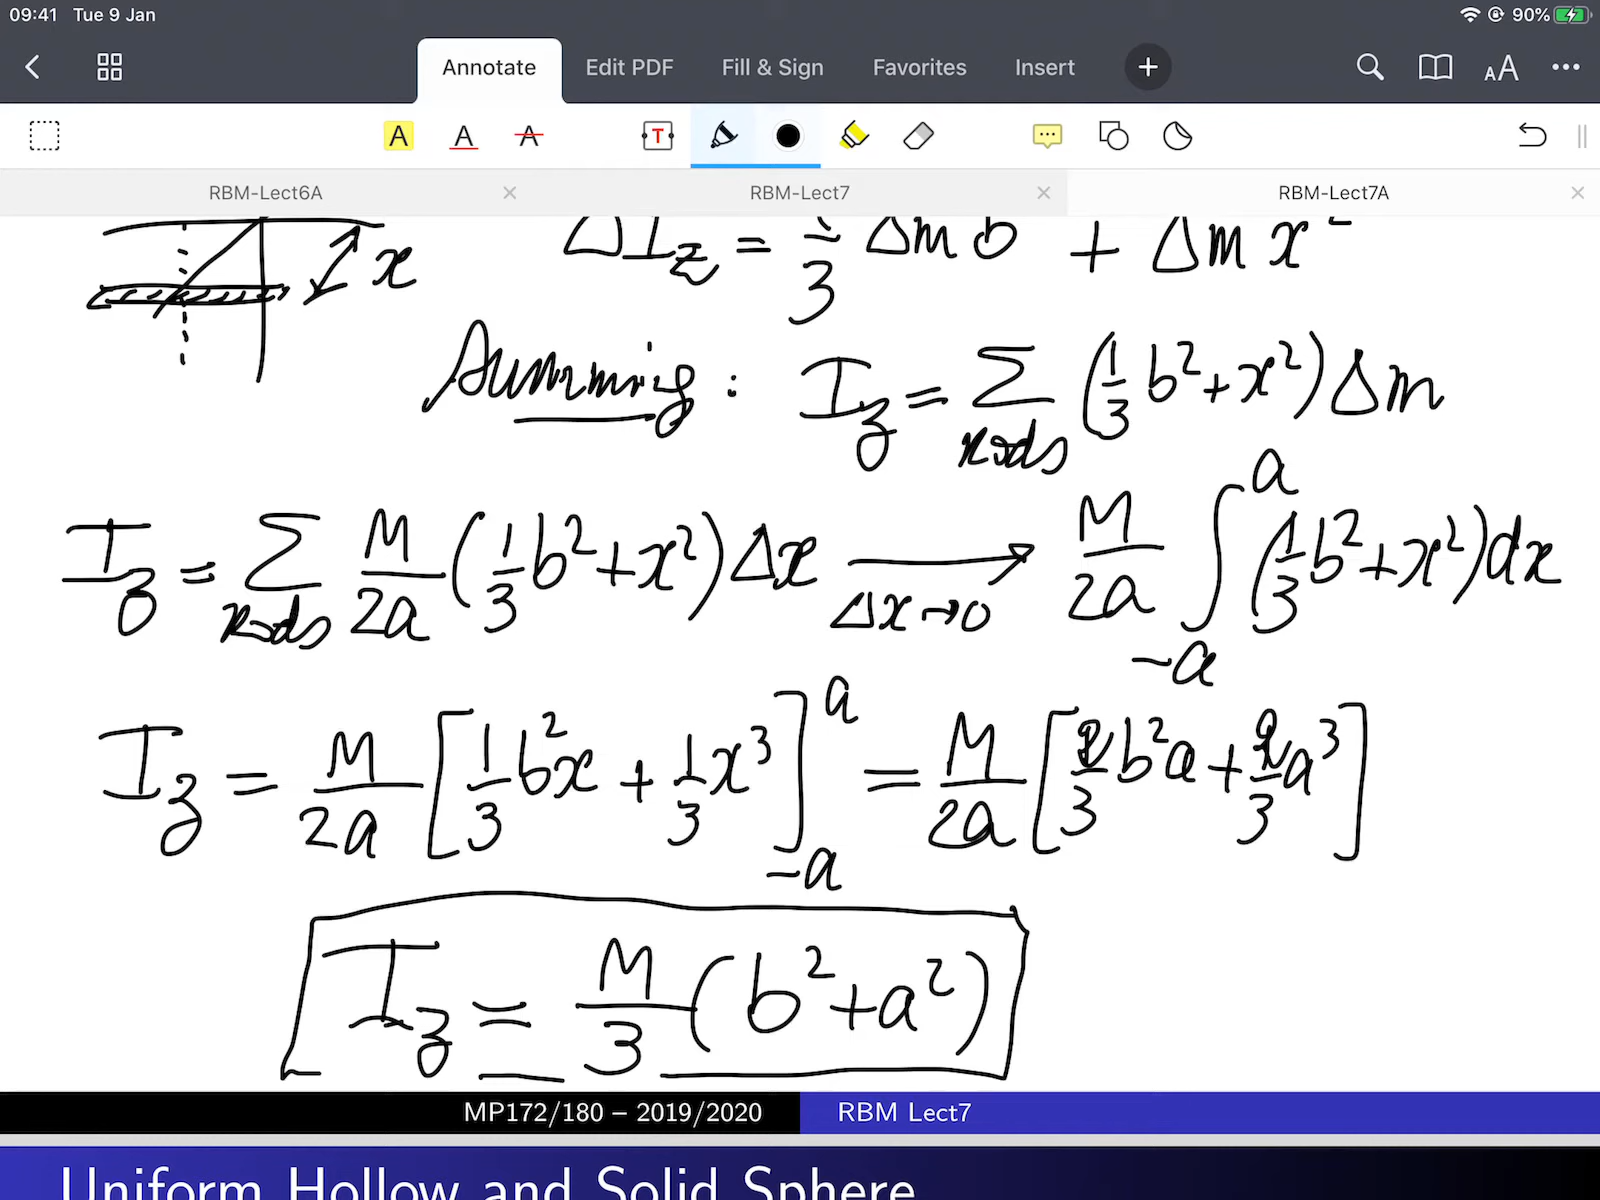 09:41 Tue 9 Jan 90%
Annotate Edit PDF Fill & Sign Favorites Insert + AA
A A A T
RBM-Lect6A × RBM-Lect7 × RBM-Lect7A ×
x ΔI_z = 1/3 Δm b² + Δm x²
Summing : I_z = Σ_rods (1/3 b² + x²) Δm
I_z = Σ_rods M/2a (1/3 b² + x²) Δx →_{Δx→0} M/2a ∫_{-a}^{a} (1/3 b² + x²) dx
I_z = M/2a [1/3 b² x + 1/3 x³]_{-a}^{a} = M/2a [2/3 b² a + 2/3 a³]
I_z = M/3 (b² + a²)
MP172/180 – 2019/2020 RBM Lect7
Uniform Hollow and Solid Sphere